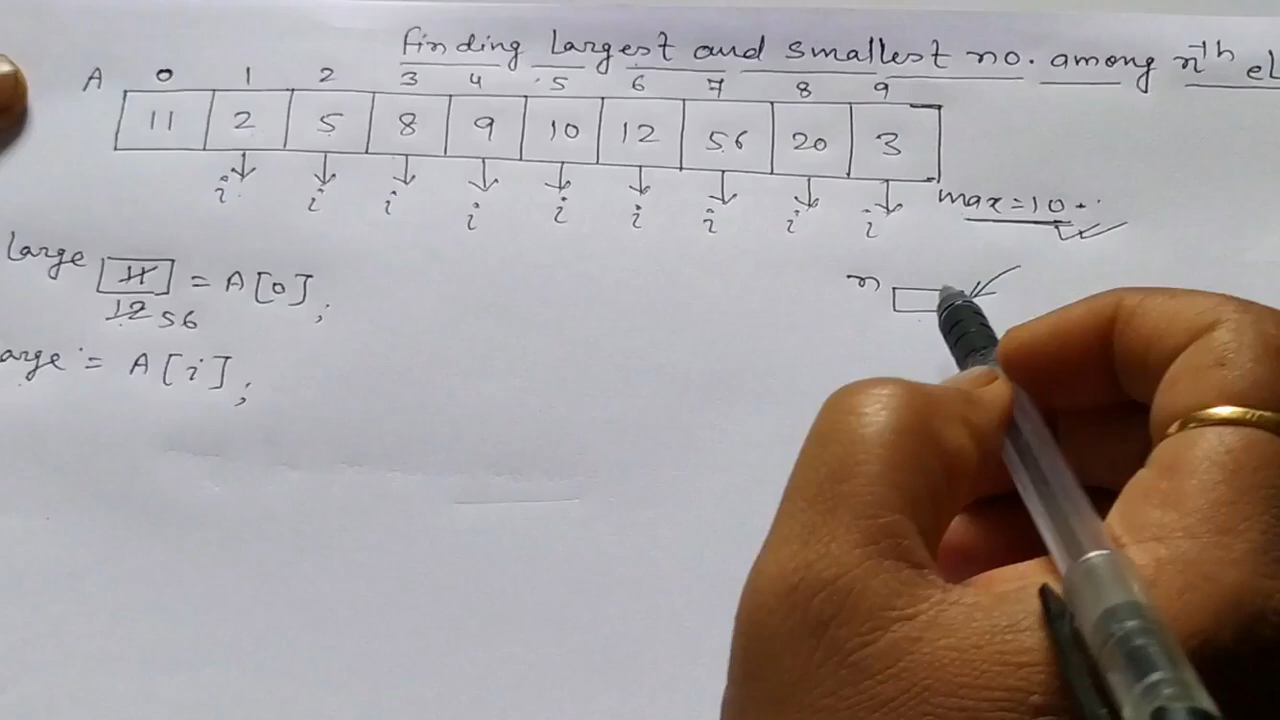 Finding Largest and smallest no. among nth
A 0 1 2 3 4 5 6 7 8 9
11 2 5 8 9 10 12 56 20 3
i i i i i i i i i
max=10
Large 11 = A[0];
12 56
n
arge = A[i];